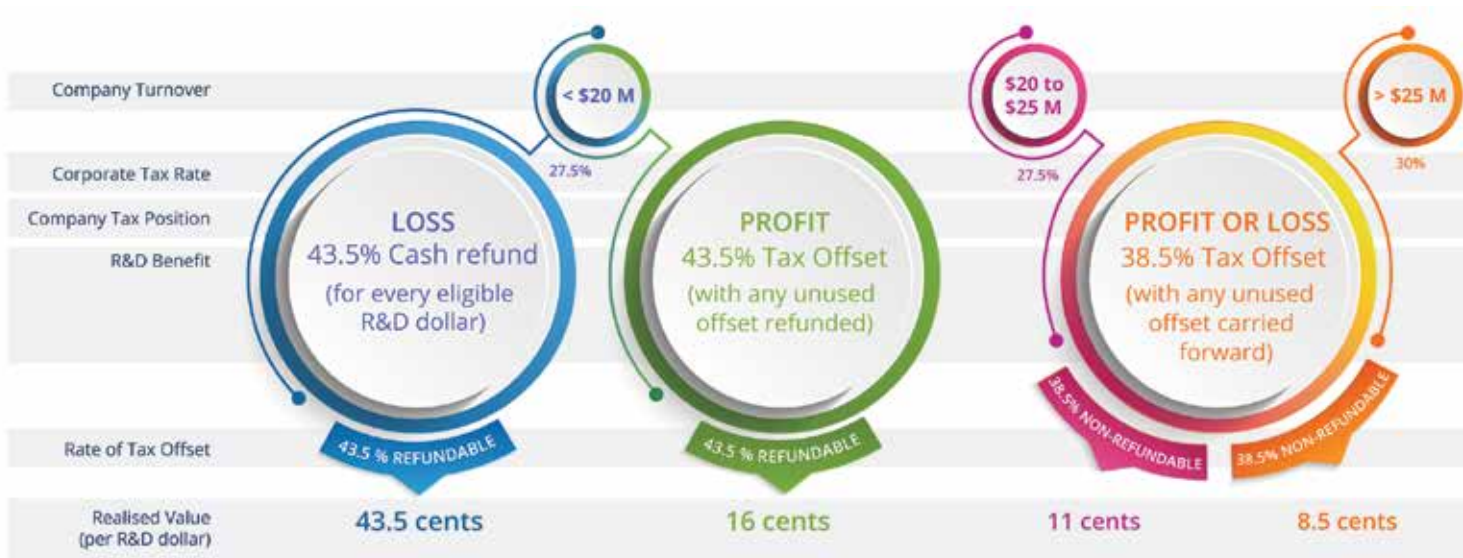 Company Turnover
< $20 M
$20 to
$25 M
> $25 M
Corporate Tax Rate
27.5%
27.5%
30%
Company Tax Position
LOSS
PROFIT
PROFIT OR LOSS
R&D Benefit
43.5% Cash refund
(for every eligible
R&D dollar)
43.5% Tax Offset
(with any unused
offset refunded)
38.5% Tax Offset
(with any unused
offset carried
forward)
Rate of Tax Offset
43.5 % REFUNDABLE
43.5 % REFUNDABLE
38.5% NON-REFUNDABLE
38.5% NON-REFUNDABLE
Realised Value
(per R&D dollar)
43.5 cents
16 cents
11 cents
8.5 cents